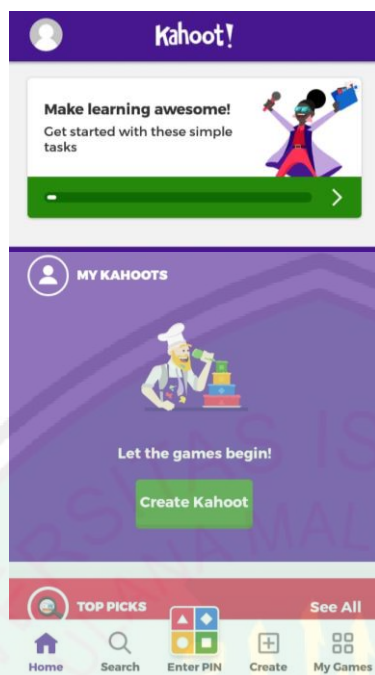 Kahoot!
Make learning awesome!
Get started with these simple
tasks
MY KAHOOTS
Let the games begin!
Create Kahoot
TOP PICKS
See All
Home
Search
Enter PIN
Create
My Games